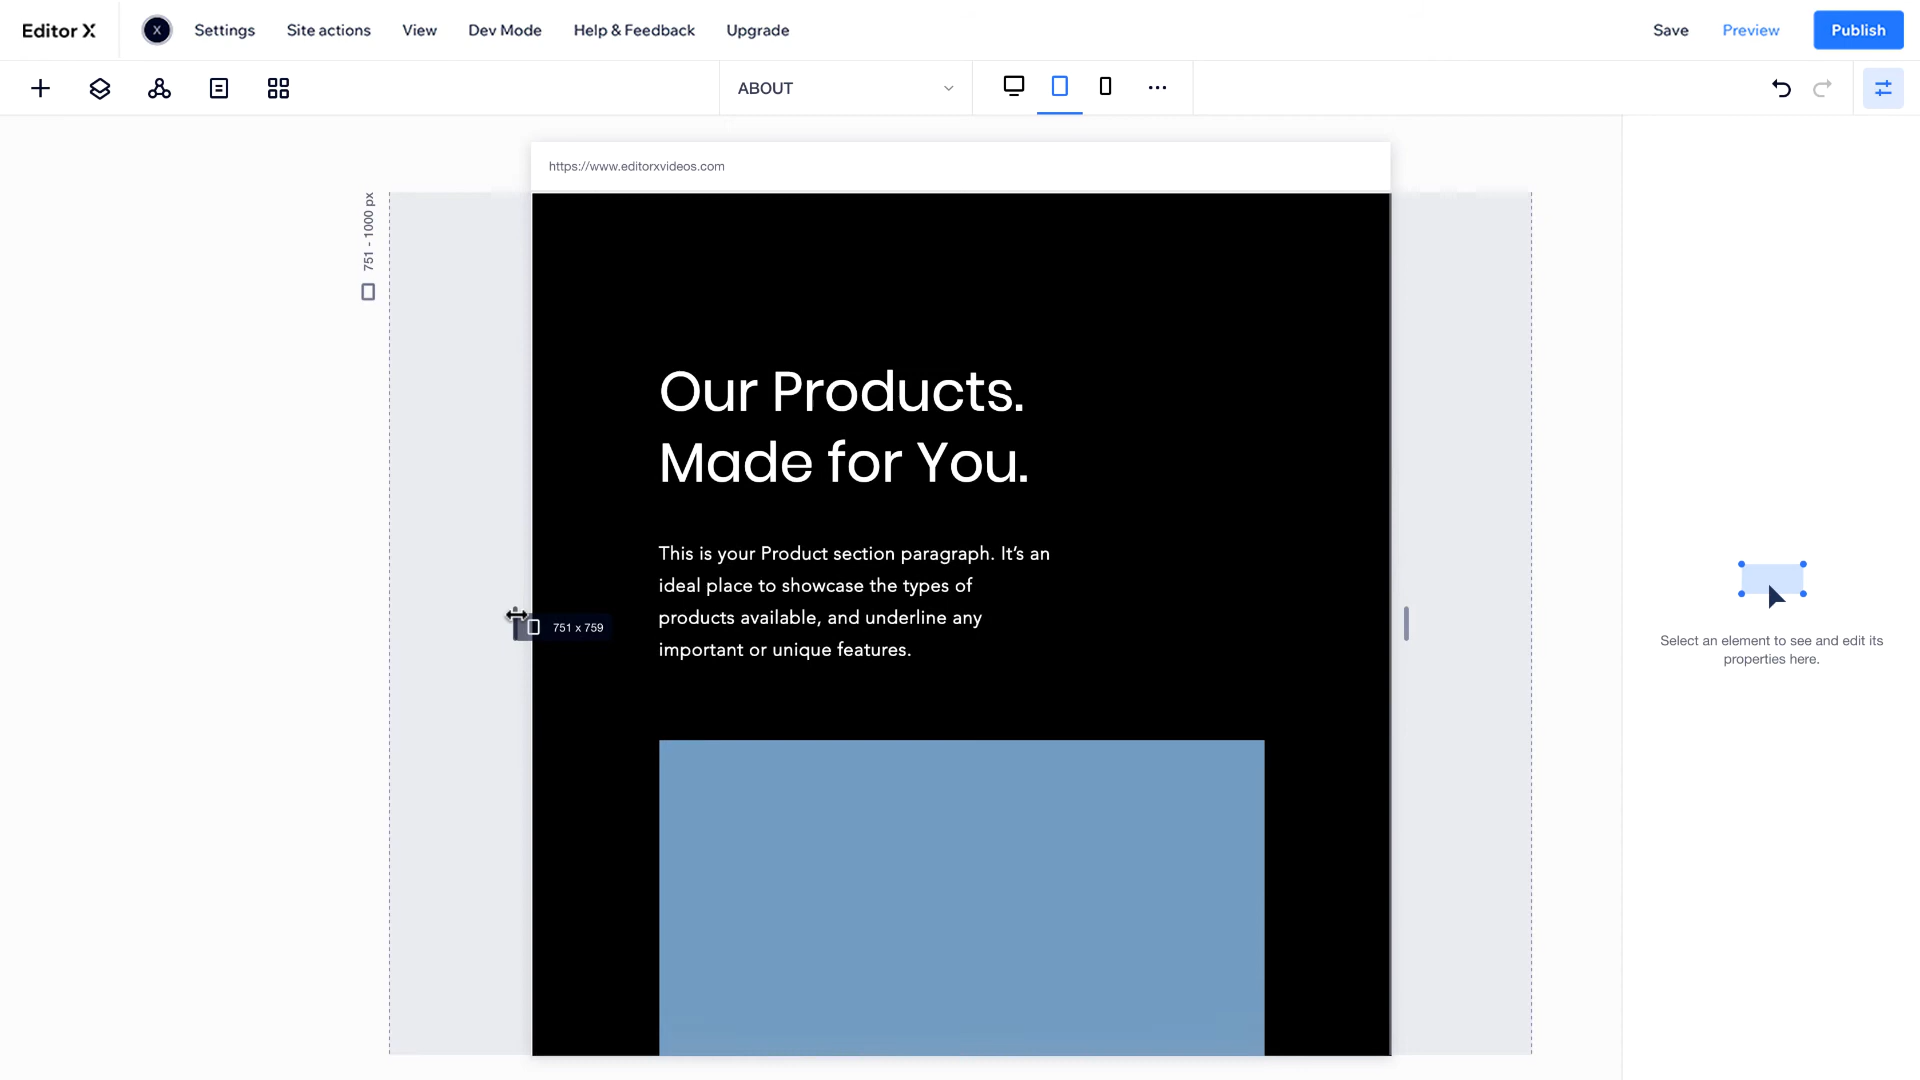 Editor X
X
Settings
Site actions
View
Dev Mode
Help & Feedback
Upgrade
Save
Preview
Publish
ABOUT
https://www.editorxvideos.com
751 - 1000 px
Our Products.
Made for You.
This is your Product section paragraph. It’s an
ideal place to showcase the types of
products available, and underline any
important or unique features.
751 x 759
Select an element to see and edit its
properties here.